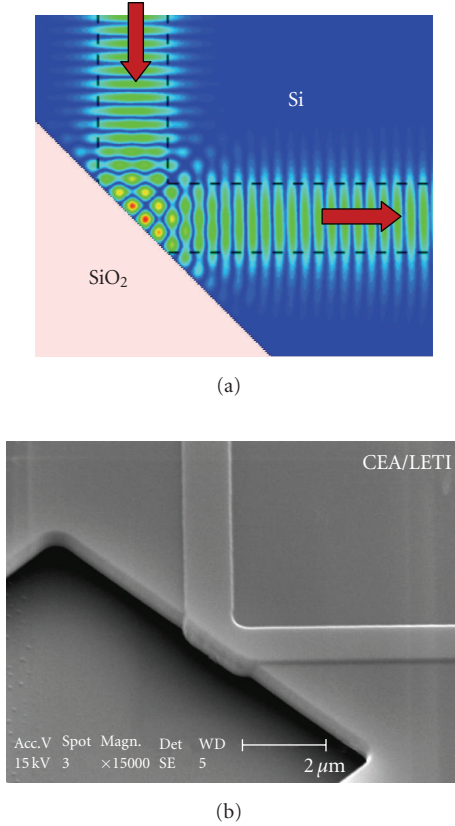 Si
SiO₂
(a)
CEA/LETI
Acc.V Spot Magn. Det WD
15 kV 3 ×15000 SE 5
2 μm
(b)